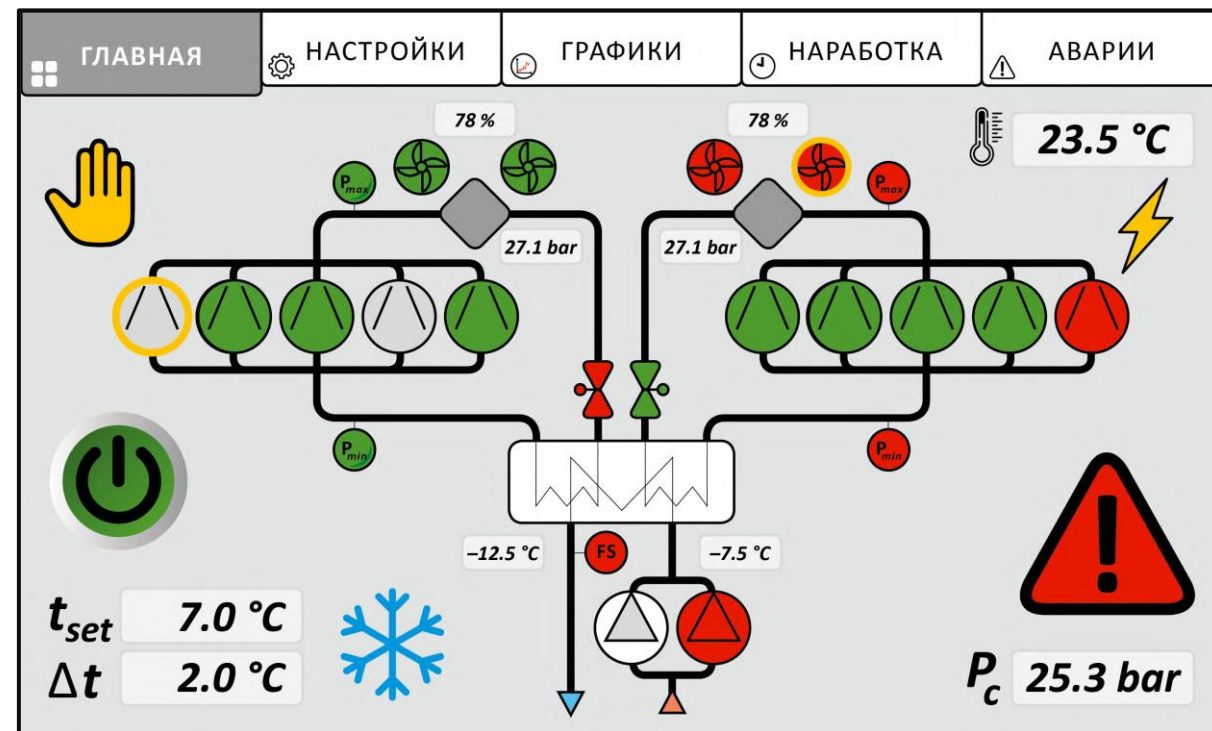 ГЛАВНАЯ
НАСТРОЙКИ
ГРАФИКИ
НАРАБОТКА
АВАРИИ
78 %
78 %
23.5 °C
Pmax
Pmax
27.1 bar
27.1 bar
Pmin
Pmin
–12.5 °C
FS
–7.5 °C
tset 7.0 °C
Δt 2.0 °C
Pc 25.3 bar